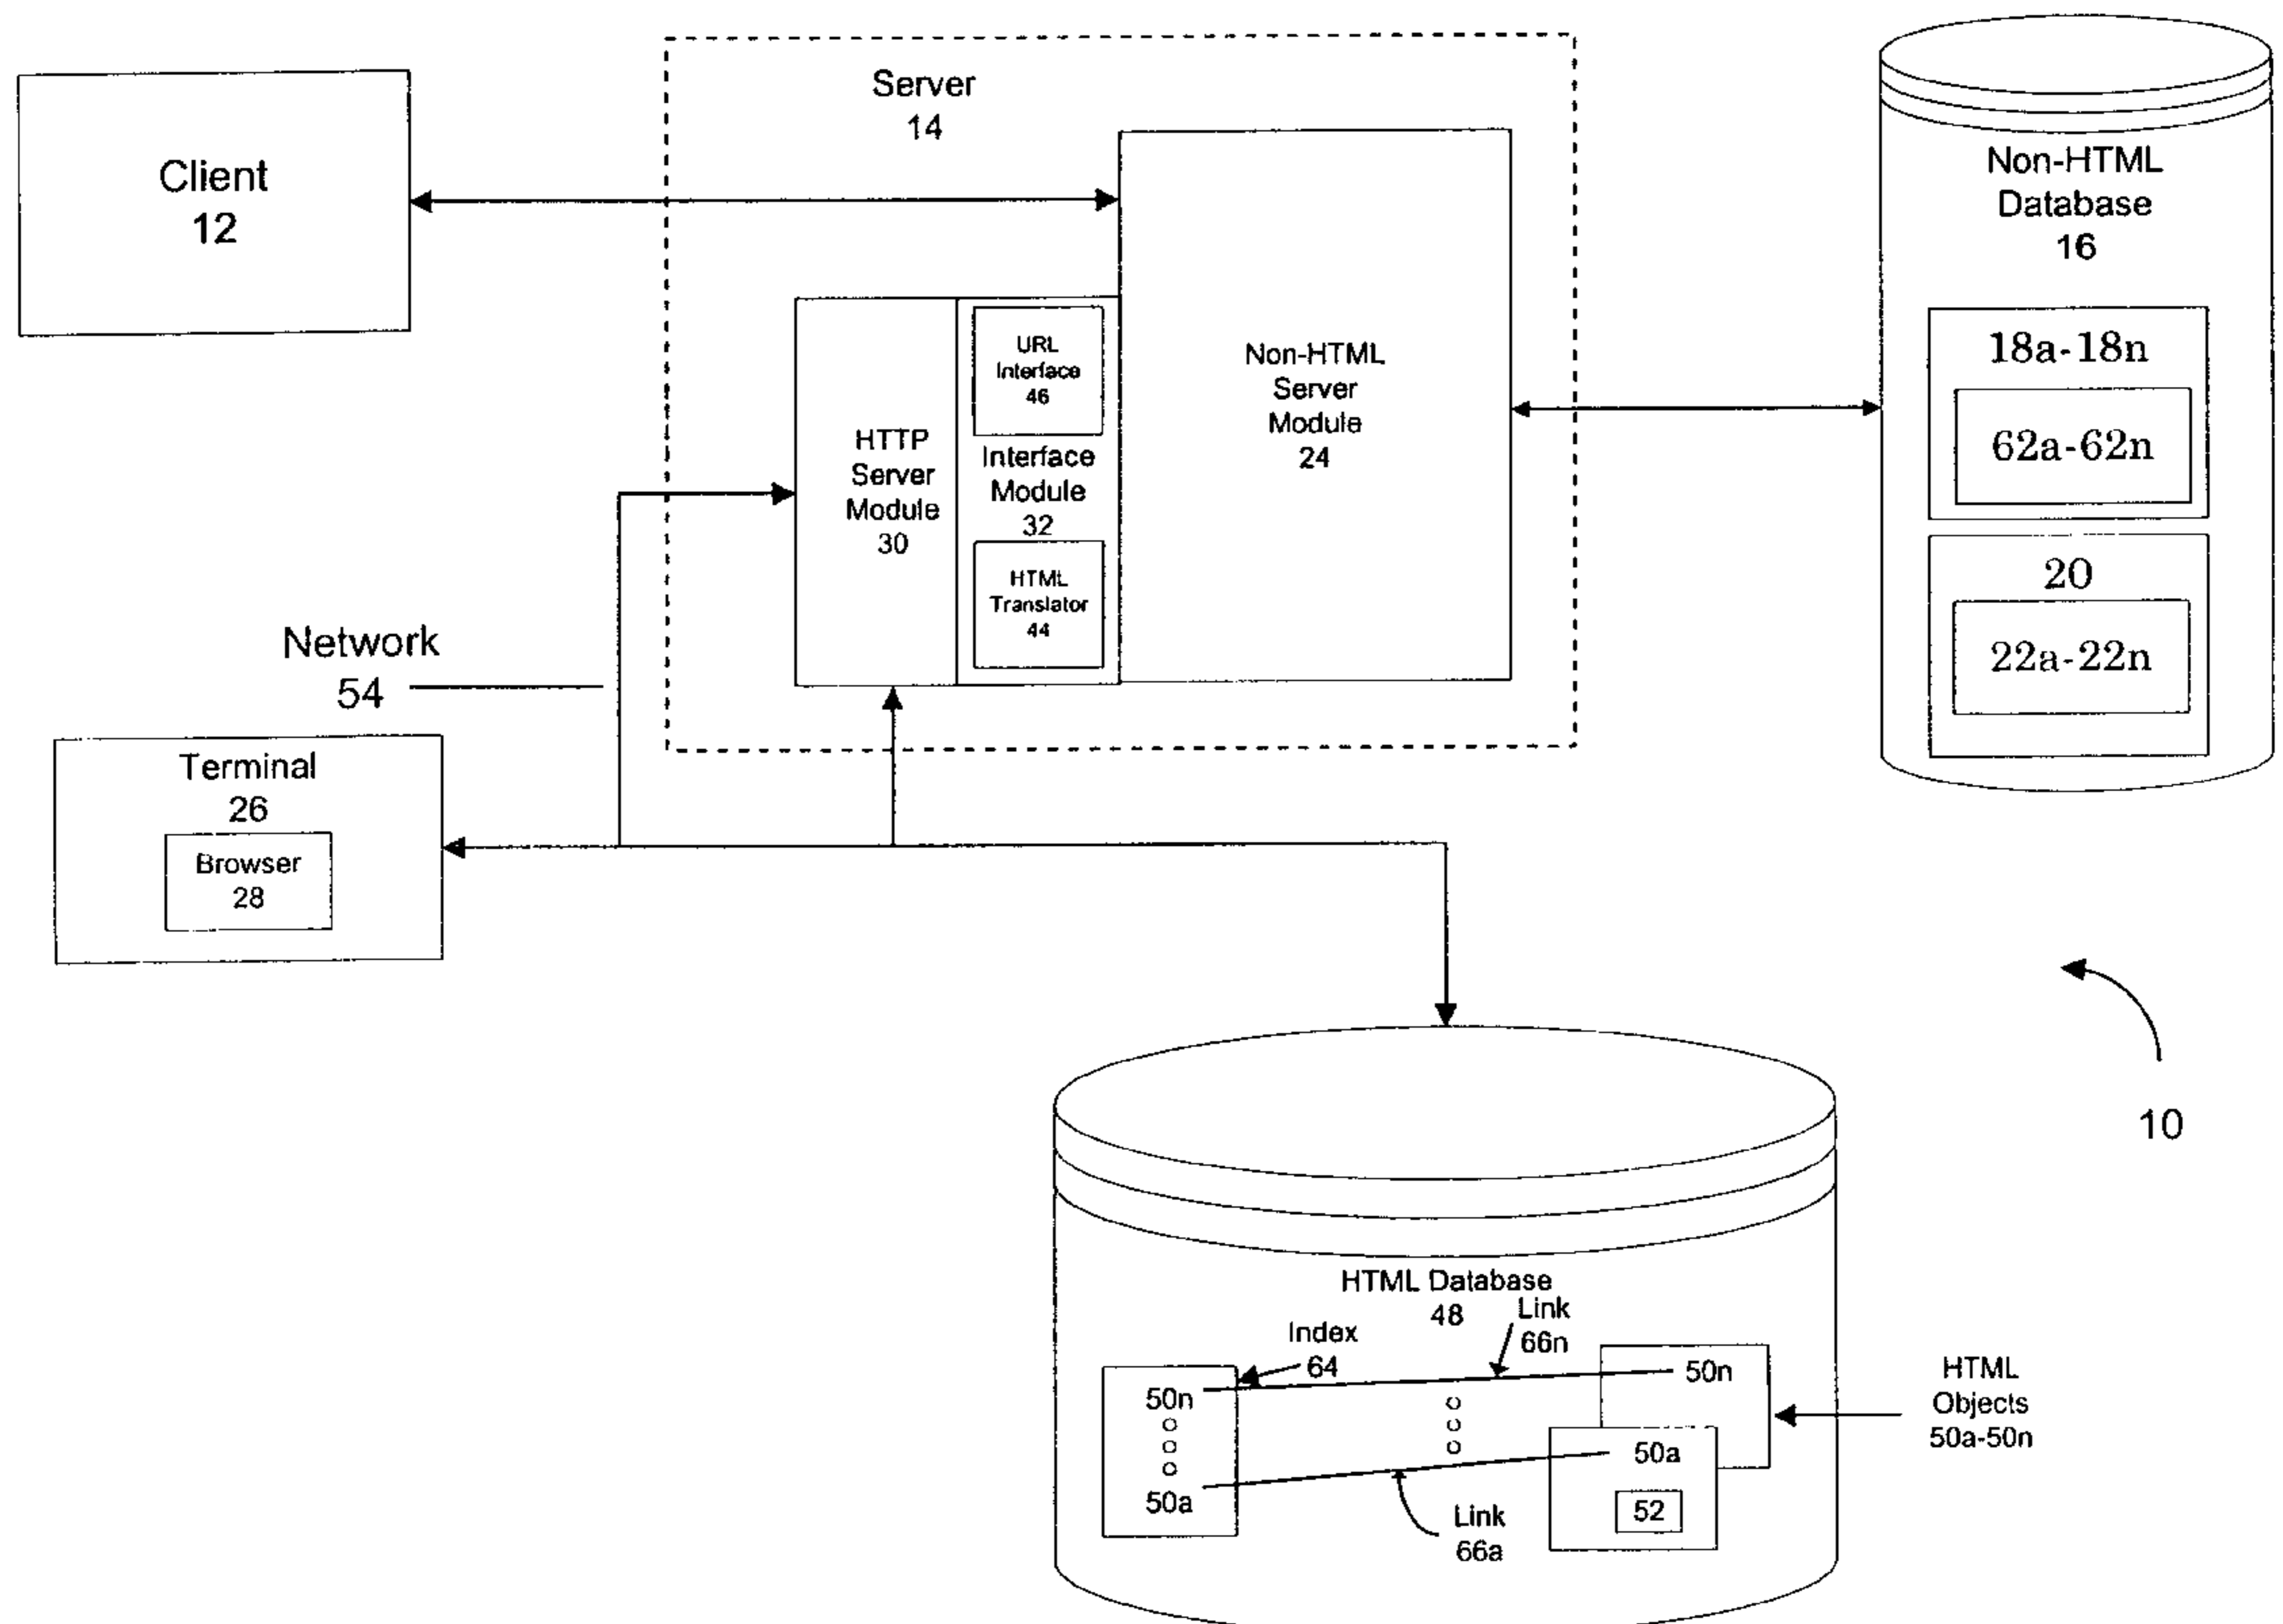 Client
12
Server
14
Non-HTML
Database
16
18a-18n
62a-62n
20
22a-22n
URL
Interface
46
Interface
Module
32
HTML
Translator
44
HTTP
Server
Module
30
Non-HTML
Server
Module
24
Network
54
Terminal
26
Browser
28
10
HTML Database
48
Link
66n
Index
64
50n
50a
50n
50a
52
Link
66a
HTML
Objects
50a-50n